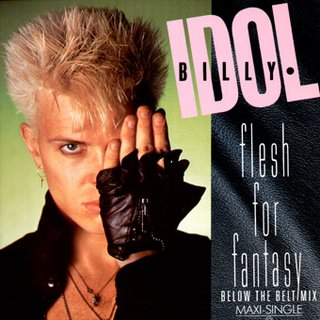 IDOL
BILLY.
flesh
for
fantasy
BELOW THE BELT MIX
MAXI-SINGLE